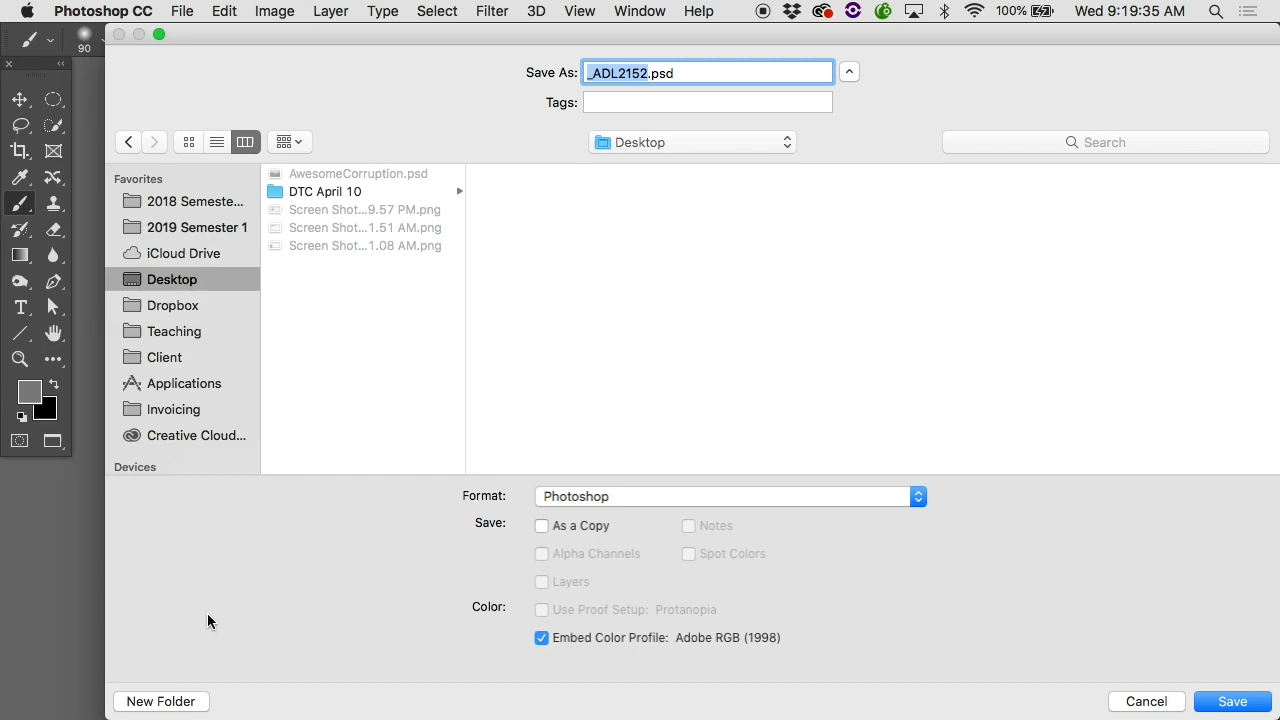 Photoshop CC File Edit Image Layer Type Select Filter 3D View Window Help 100% Wed 9:19:35 AM
90
Save As: _ADL2152.psd
Tags:
Desktop
Search
Favorites
2018 Semeste...
2019 Semester 1
iCloud Drive
Desktop
Dropbox
Teaching
Client
Applications
Invoicing
Creative Cloud...
Devices
AwesomeCorruption.psd
DTC April 10
Screen Shot...9.57 PM.png
Screen Shot...1.51 AM.png
Screen Shot...1.08 AM.png
Format: Photoshop
Save: As a Copy Notes
Alpha Channels Spot Colors
Layers
Color: Use Proof Setup: Protanopia
Embed Color Profile: Adobe RGB (1998)
New Folder Cancel Save